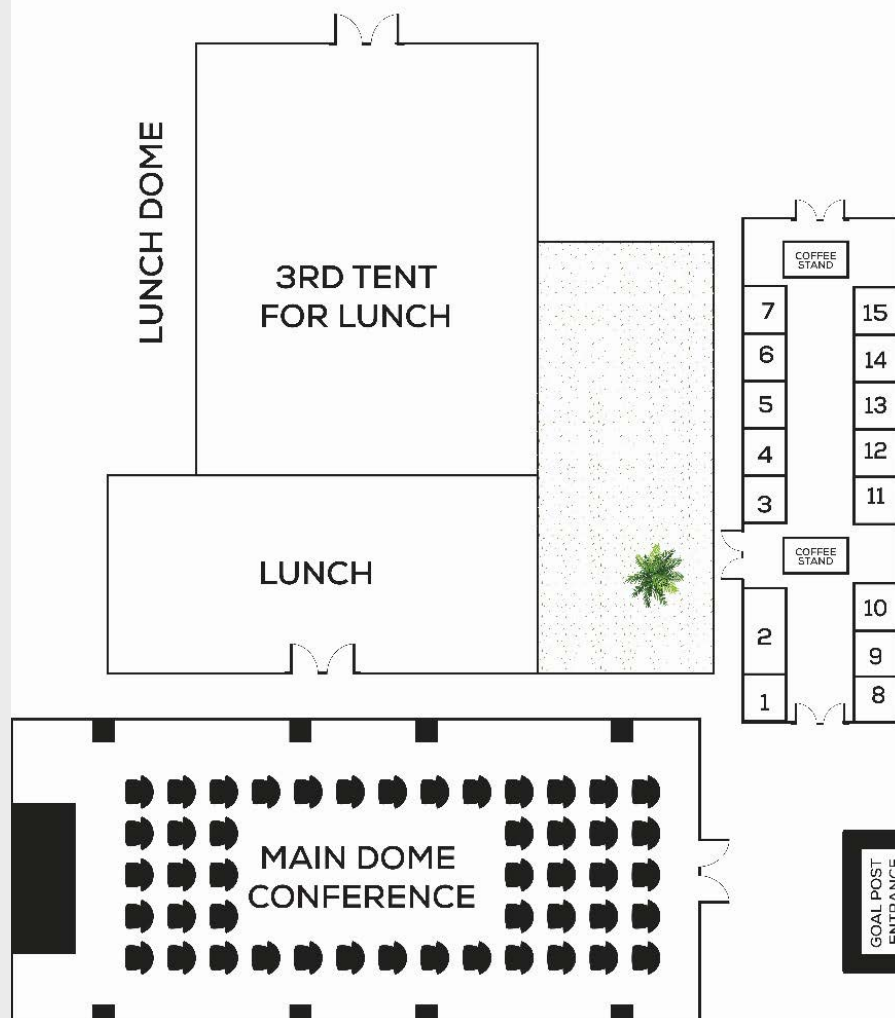 LUNCH DOME
3RD TENT
FOR LUNCH
LUNCH
COFFEE
STAND
7
6
5
4
3
15
14
13
12
11
COFFEE
STAND
2
1
10
9
8
MAIN DOME
CONFERENCE
GOAL POST
ENTRANCE